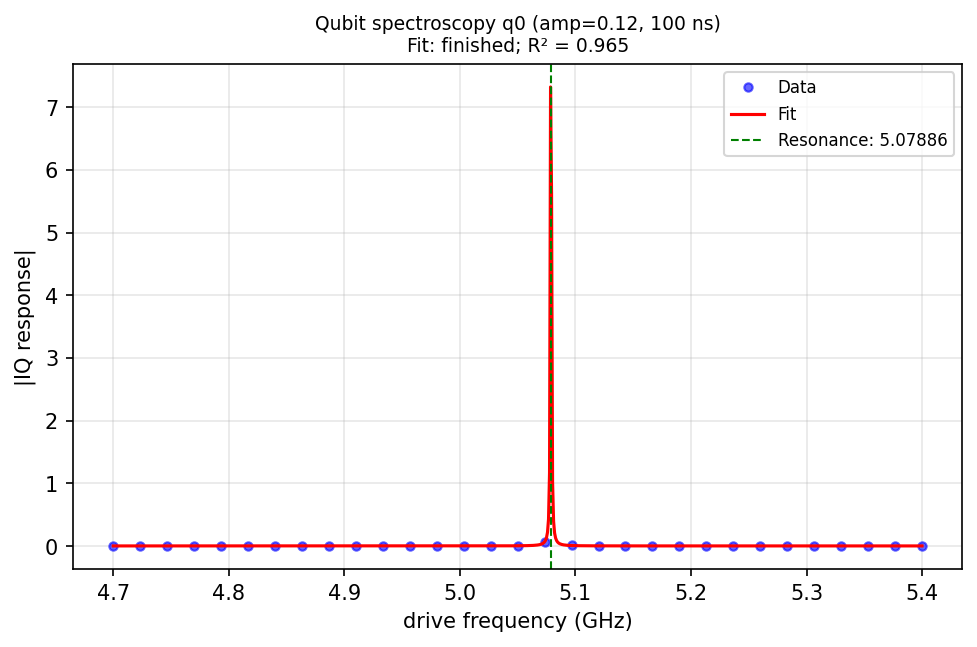 Qubit spectroscopy q0 (amp=0.12, 100 ns)
Fit: finished; R² = 0.965
Data
Fit
Resonance: 5.07886
|IQ response|
7
6
5
4
3
2
1
0
4.7 4.8 4.9 5.0 5.1 5.2 5.3 5.4
drive frequency (GHz)